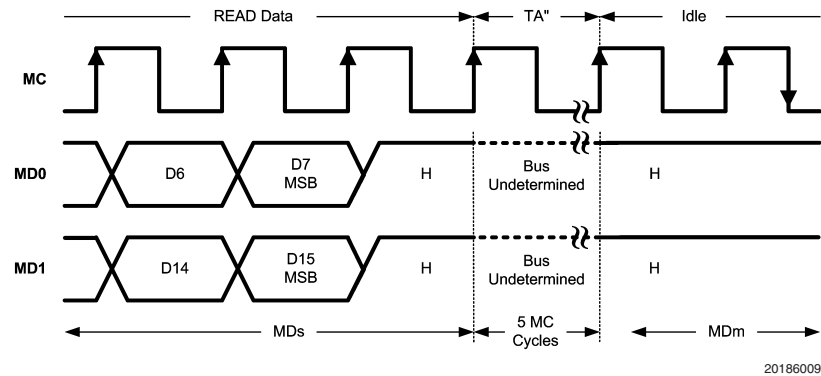 READ Data TA" Idle
MC
MD0 D6 D7 MSB H Bus Undetermined H
MD1 D14 D15 MSB H Bus Undetermined H
MDs 5 MC Cycles MDm
20186009